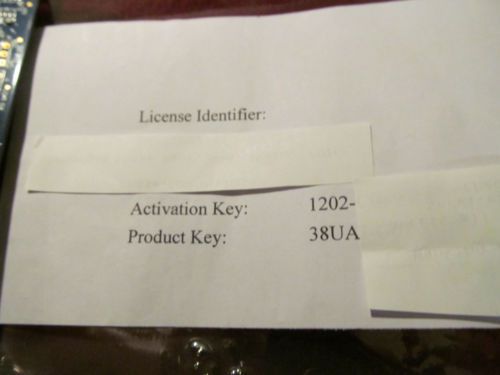 License Identifier:
Activation Key: 1202-
Product Key: 38UA